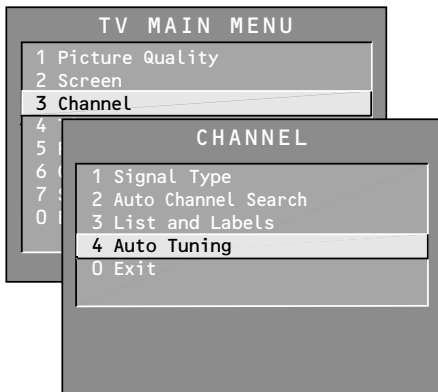 TV MAIN MENU
1 Picture Quality
2 Screen
3 Channel
4
5
6
7
0
CHANNEL
1 Signal Type
2 Auto Channel Search
3 List and Labels
4 Auto Tuning
0 Exit